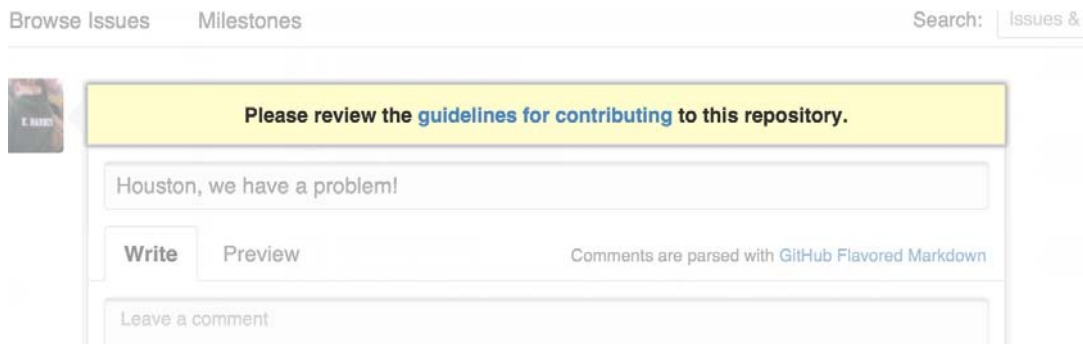 Browse Issues Milestones Search: Issues &
Please review the guidelines for contributing to this repository.
Houston, we have a problem!
Write Preview Comments are parsed with GitHub Flavored Markdown
Leave a comment